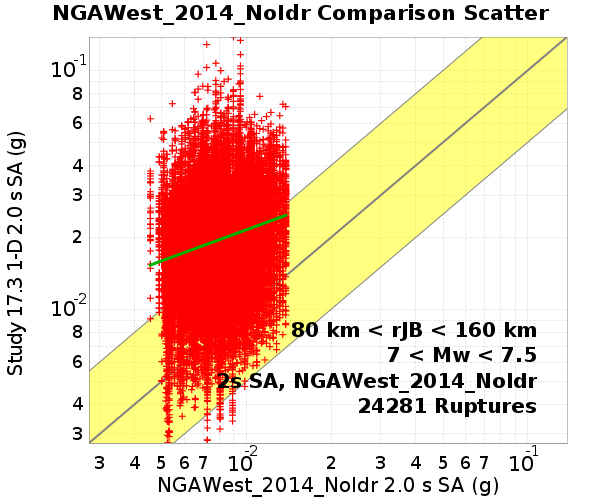 NGAWest_2014_NoIdr Comparison Scatter
Study 17.3 1-D 2.0 s SA (g)
10⁻¹
8
6
4
3
2
10⁻²
8
6
4
3
80 km < rJB < 160 km
7 < Mw < 7.5
2s SA, NGAWest_2014_NoIdr
24281 Ruptures
3 4 5 6 7 10⁻² 2 3 4 5 6 7 10⁻¹
NGAWest_2014_NoIdr 2.0 s SA (g)